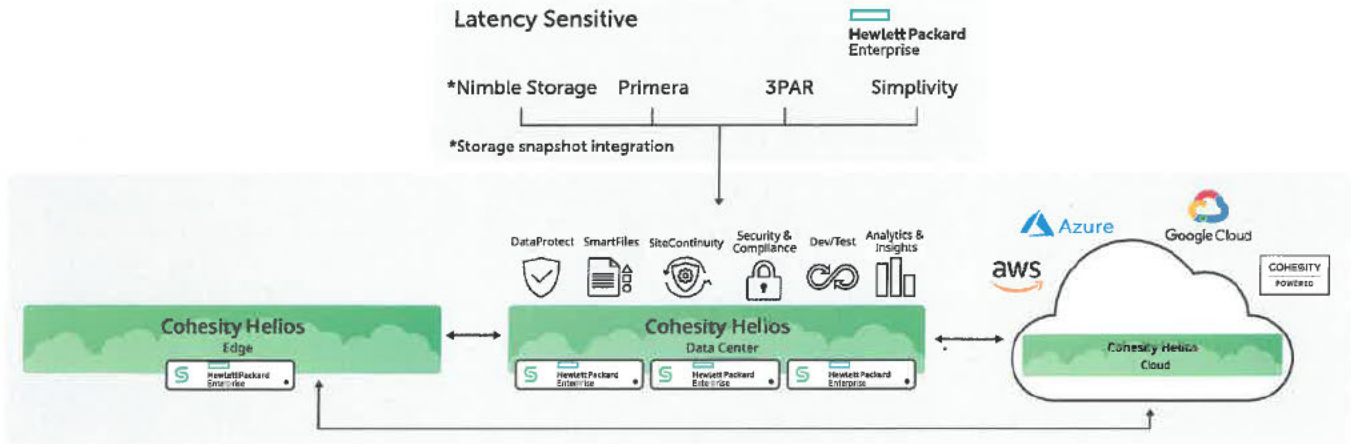 Latency Sensitive
Hewlett Packard
Enterprise
*Nimble Storage Primera 3PAR Simplivity
*Storage snapshot integration
DataProtect SmartFiles SiteContinuity Security &
Compliance Dev/Test Analytics &
Insights
Azure
Google Cloud
aws
COHESITY
POWERED
Cohesity Helios
Edge
Hewlett Packard
Enterprise
Cohesity Helios
Data Center
Hewlett Packard
Enterprise
Hewlett Packard
Enterprise
Hewlett Packard
Enterprise
Cohesity Helios
Cloud